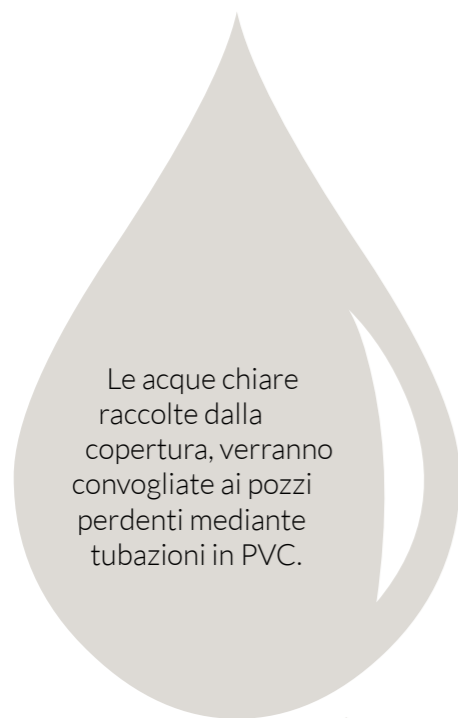 Le acque chiare
raccolte dalla
copertura, verranno
convogliate ai pozzi
perdenti mediante
tubazioni in PVC.